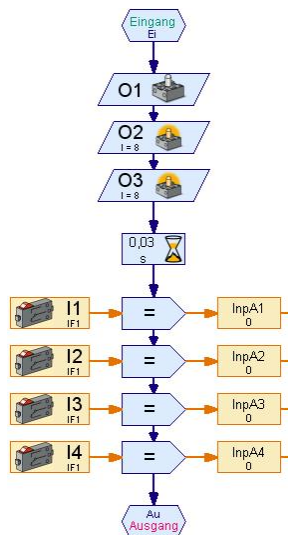 Eingang
Ei
O1
O2
I = 8
O3
I = 8
0,03
s
I1
IF1
=
InpA1
0
I2
IF1
=
InpA2
0
I3
IF1
=
InpA3
0
I4
IF1
=
InpA4
0
Au
Ausgang